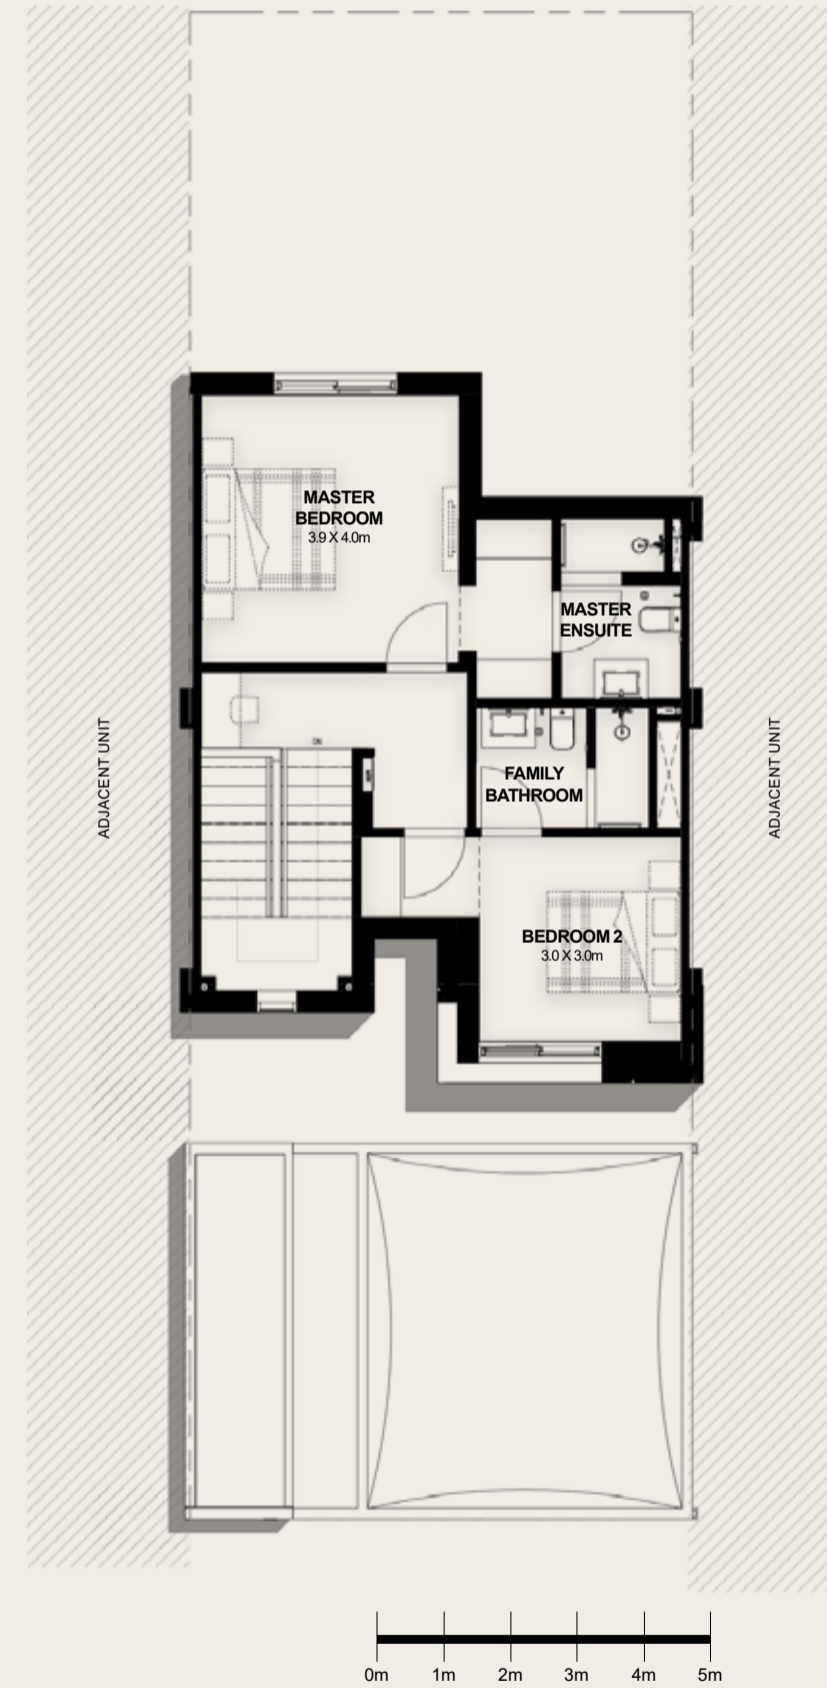 MASTER
BEDROOM
3.9 X 4.0m
MASTER
ENSUITE
DN
ADJACENT UNIT
ADJACENT UNIT
FAMILY
BATHROOM
BEDROOM 2
3.0 X 3.0m
0m 1m 2m 3m 4m 5m